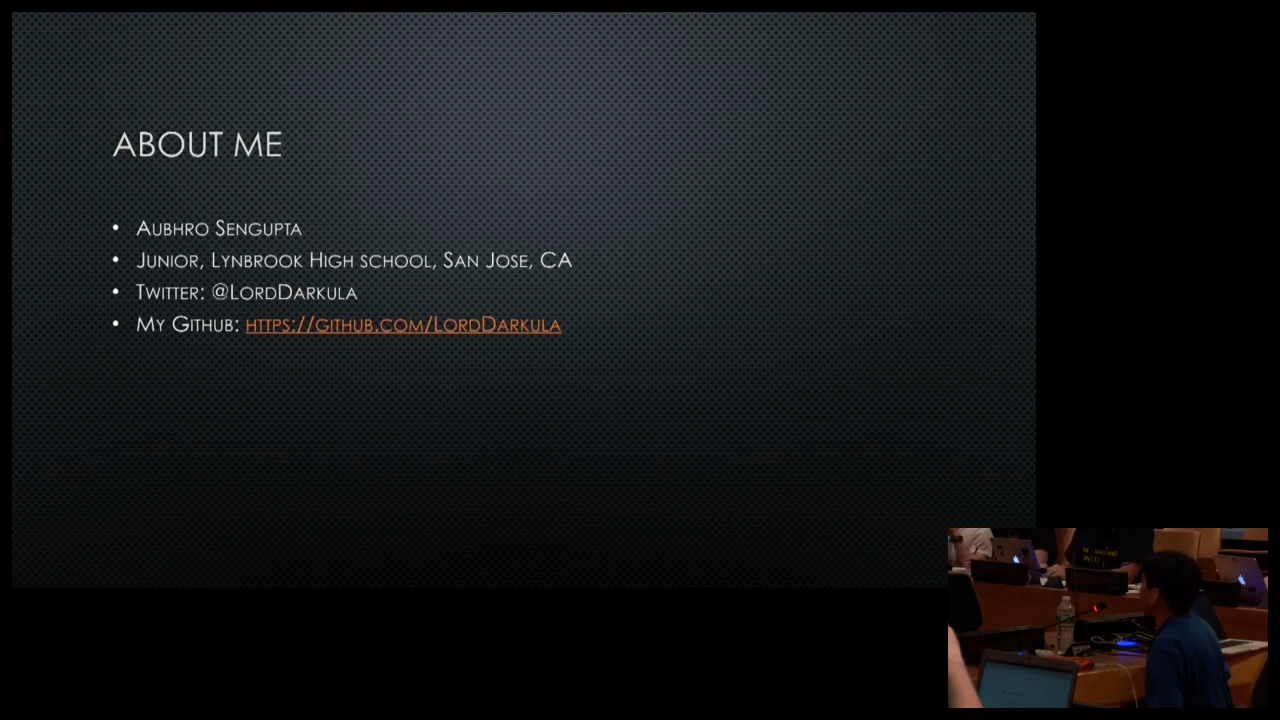 ABOUT ME
• AUBHRO SENGUPTA
• JUNIOR, LYNBROOK HIGH SCHOOL, SAN JOSE, CA
• TWITTER: @LORDDARKULA
• MY GITHUB: HTTPS://GITHUB.COM/LORDDARKULA